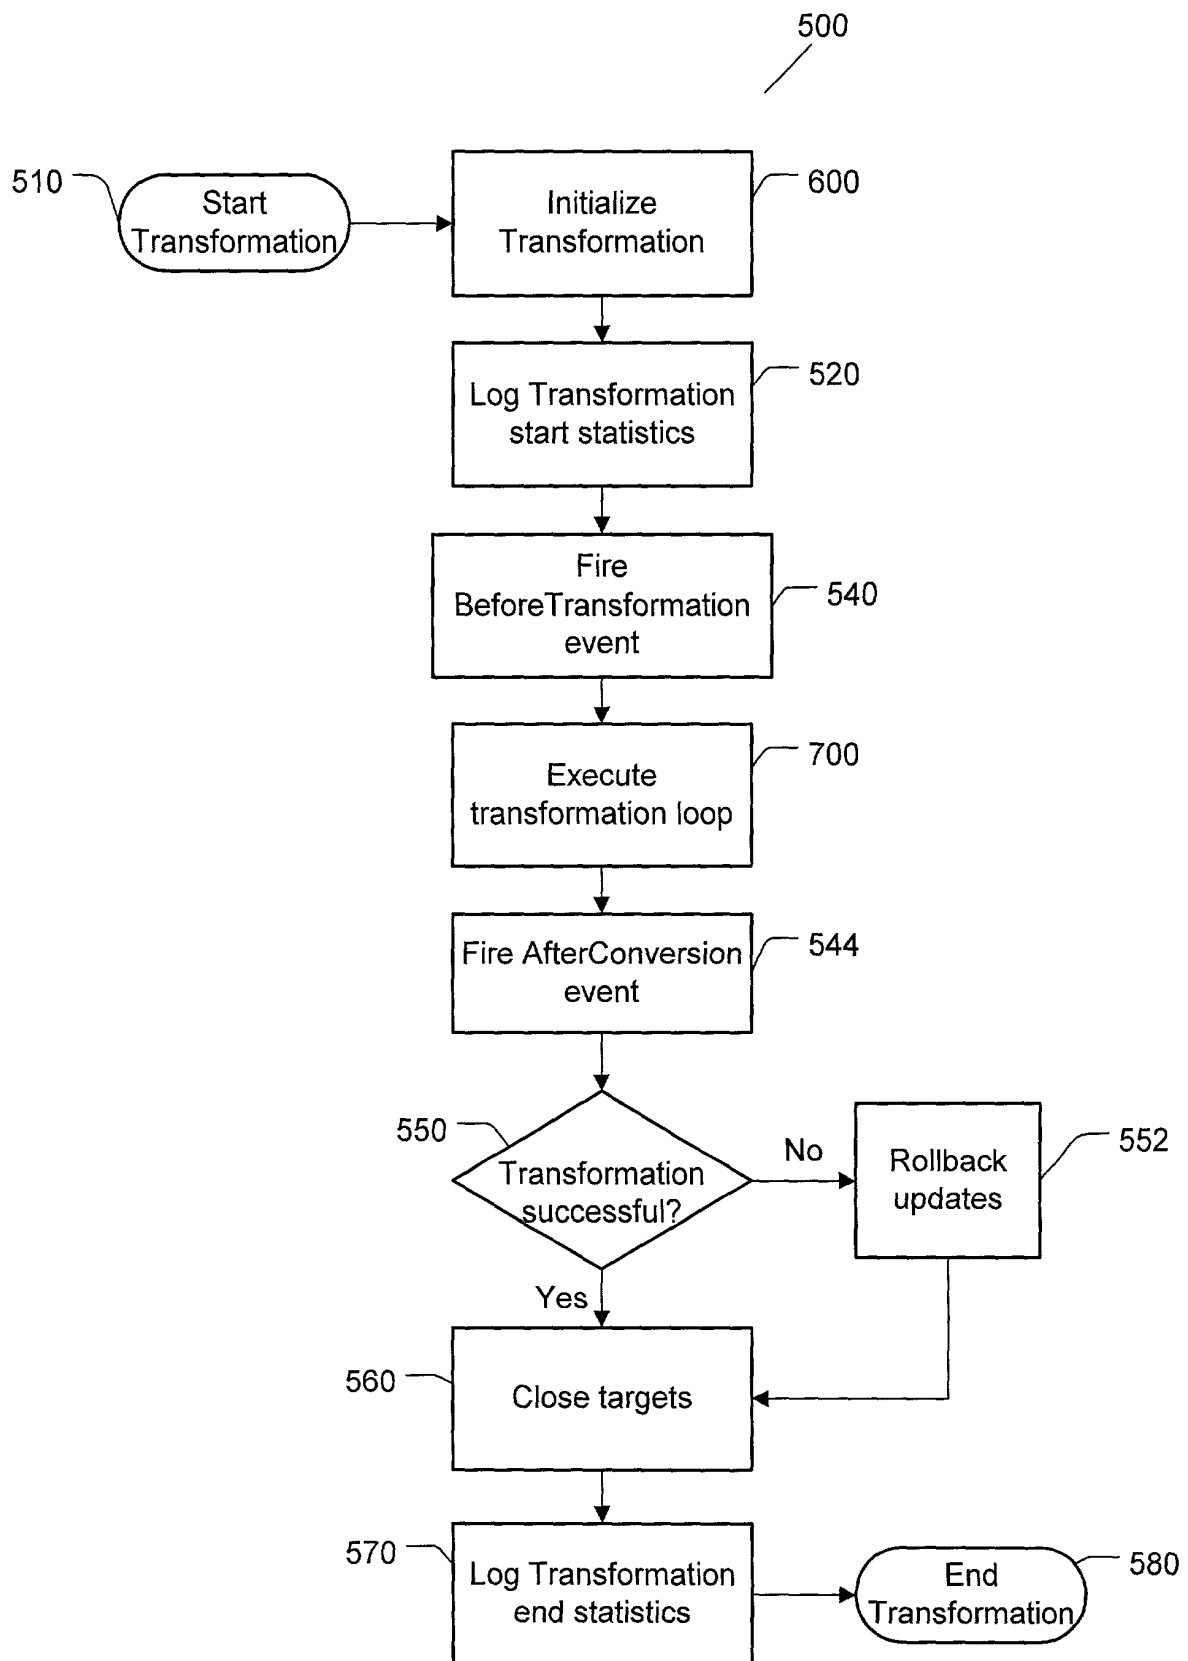 500
510
Start
Transformation
Initialize
Transformation
600
Log Transformation
start statistics
520
Fire
BeforeTransformation
event
540
Execute
transformation loop
700
Fire AfterConversion
event
544
550
Transformation
successful?
No
Rollback
updates
552
Yes
560
Close targets
570
Log Transformation
end statistics
End
Transformation
580